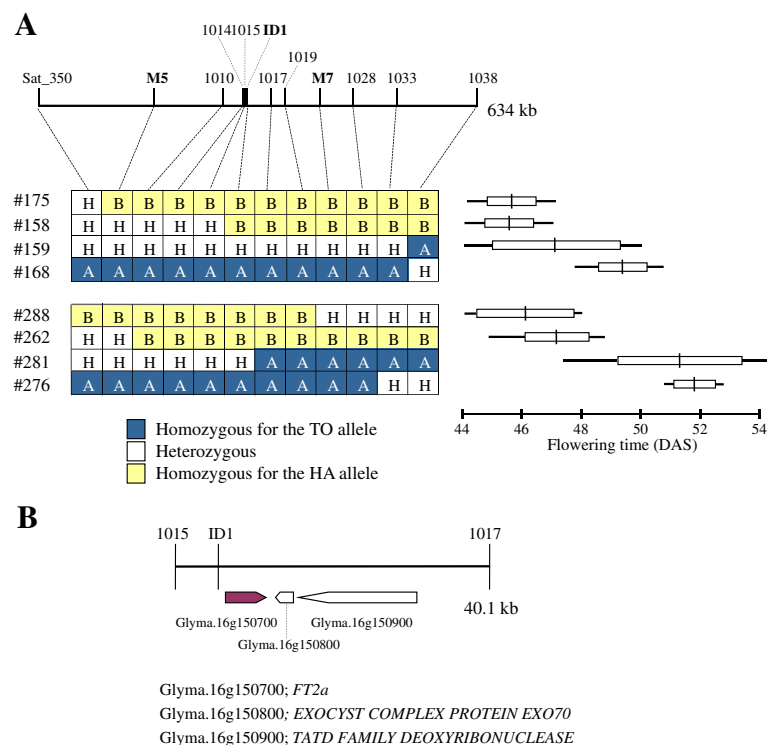 A
1014 1015 ID1
1019
Sat_350 M5 1010 1017 M7 1028 1033 1038
634 kb
#175 H B B B B B B B B B B B
#158 H H H H H B B B B B B B
#159 H H H H H H H H H H H A
#168 A A A A A A A A A A A H
#288 B B B B B B B B H H H H
#262 H H B B B B B B B B B B
#281 H H H H H H A A A A A A
#276 A A A A A A A A A A H H
44 46 48 50 52 54
Flowering time (DAS)
Homozygous for the TO allele
Heterozygous
Homozygous for the HA allele
B
1015 ID1 1017
40.1 kb
Glyma.16g150700 Glyma.16g150900
Glyma.16g150800
Glyma.16g150700; FT2a
Glyma.16g150800; EXOCYST COMPLEX PROTEIN EXO70
Glyma.16g150900; TATD FAMILY DEOXYRIBONUCLEASE